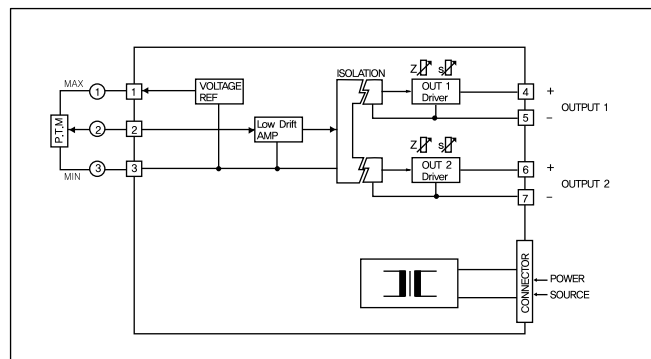 MAX
1
1
VOLTAGE
REF
P.T.M
2
2
Low Drift
AMP
3
3
MIN
ISOLATION
Z
S
OUT 1
Driver
4
+
OUTPUT 1
5
-
Z
S
OUT 2
Driver
6
+
OUTPUT 2
7
-
CONNECTOR
POWER
SOURCE